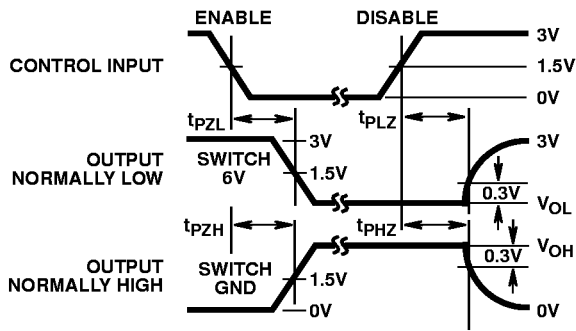 ENABLE DISABLE
3V
CONTROL INPUT 1.5V
0V
tPZL tPLZ
3V 3V
OUTPUT NORMALLY LOW
SWITCH 6V
1.5V
0.3V
VOL
tPZH tPHZ
VOH
0.3V
OUTPUT NORMALLY HIGH
SWITCH GND
1.5V
0V 0V